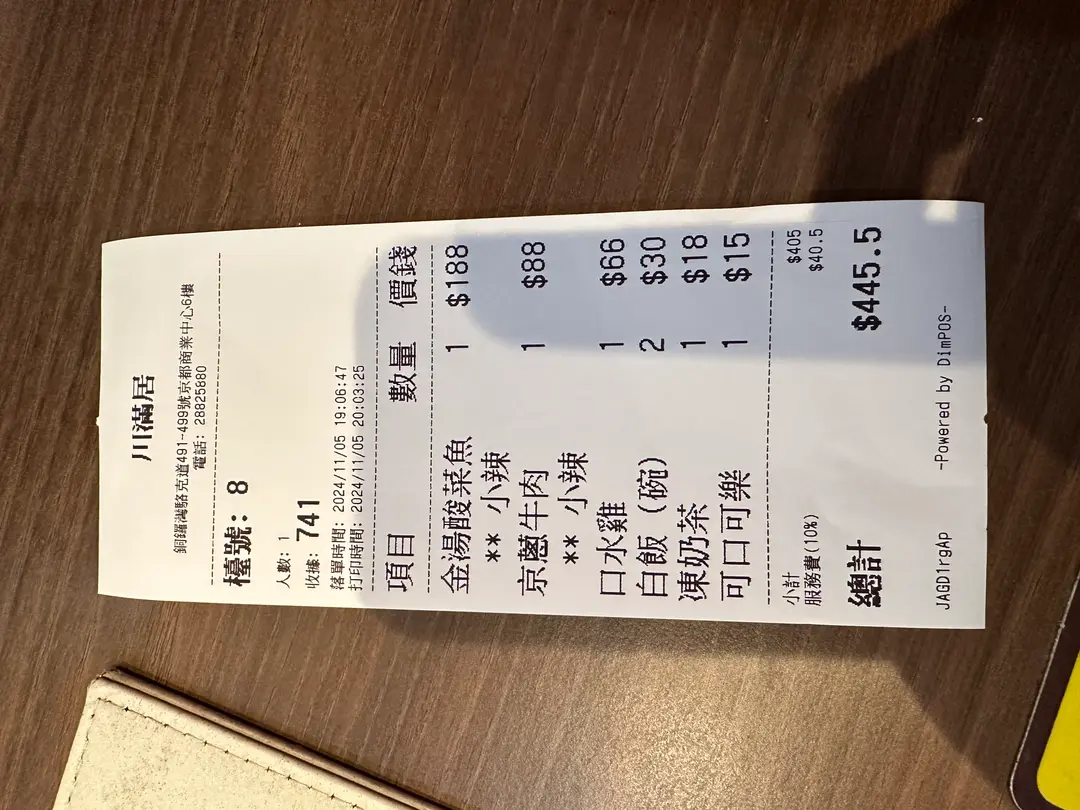 川滿居
銅鑼灣駱克道491-499號京都商業中心6樓
電話: 28825880
檯號: 8
人數: 1
收據: 741
落單時間: 2024/11/05 19:06:47
打印時間: 2024/11/05 20:03:25
項目 數量 價錢
金湯酸菜魚 1 $188
** 小辣
京蔥牛肉 1 $88
** 小辣
口水雞 1 $66
白飯 (碗) 2 $30
凍奶茶 1 $18
可口可樂 1 $15
小計 $405
服務費(10%) $40.5
總計 $445.5
JAGD1rgAp -Powered by DimPOS-